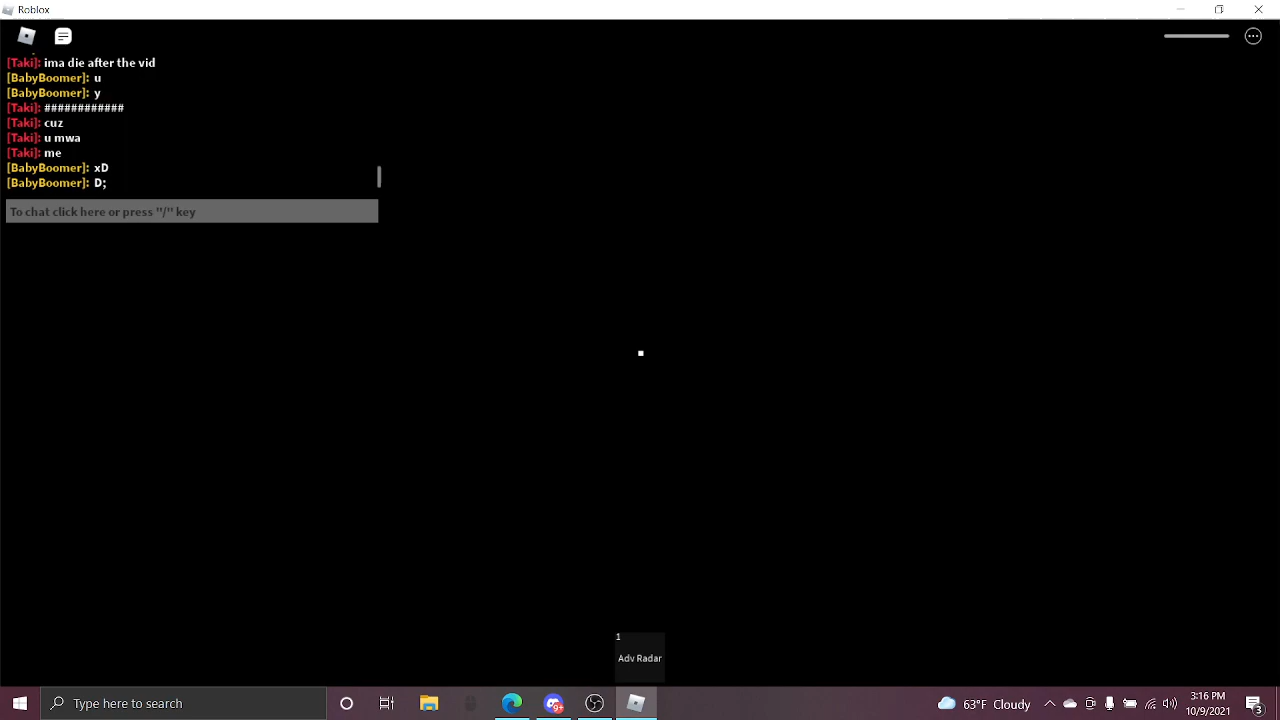 Roblox
[Taki]: ima die after the vid
[BabyBoomer]: u
[BabyBoomer]: y
[Taki]: ############
[Taki]: cuz
[Taki]: u mwa
[Taki]: me
[BabyBoomer]: xD
[BabyBoomer]: D;
To chat click here or press "/" key
1
Adv Radar
Type here to search
9+
63°F Cloudy
3:16 PM
10/9/2021
3